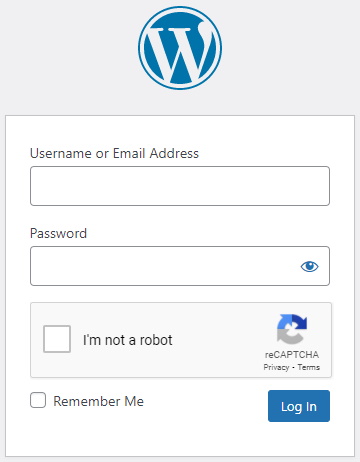 Username or Email Address
Password
I'm not a robot
reCAPTCHA
Privacy • Terms
Remember Me
Log In